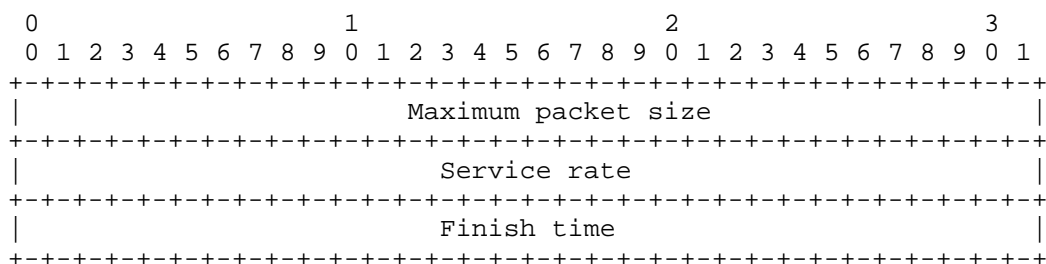 0                   1                   2                   3
 0 1 2 3 4 5 6 7 8 9 0 1 2 3 4 5 6 7 8 9 0 1 2 3 4 5 6 7 8 9 0 1
+-+-+-+-+-+-+-+-+-+-+-+-+-+-+-+-+-+-+-+-+-+-+-+-+-+-+-+-+-+-+-+-+
|                        Maximum packet size                    |
+-+-+-+-+-+-+-+-+-+-+-+-+-+-+-+-+-+-+-+-+-+-+-+-+-+-+-+-+-+-+-+-+
|                          Service rate                         |
+-+-+-+-+-+-+-+-+-+-+-+-+-+-+-+-+-+-+-+-+-+-+-+-+-+-+-+-+-+-+-+-+
|                          Finish time                          |
+-+-+-+-+-+-+-+-+-+-+-+-+-+-+-+-+-+-+-+-+-+-+-+-+-+-+-+-+-+-+-+-+